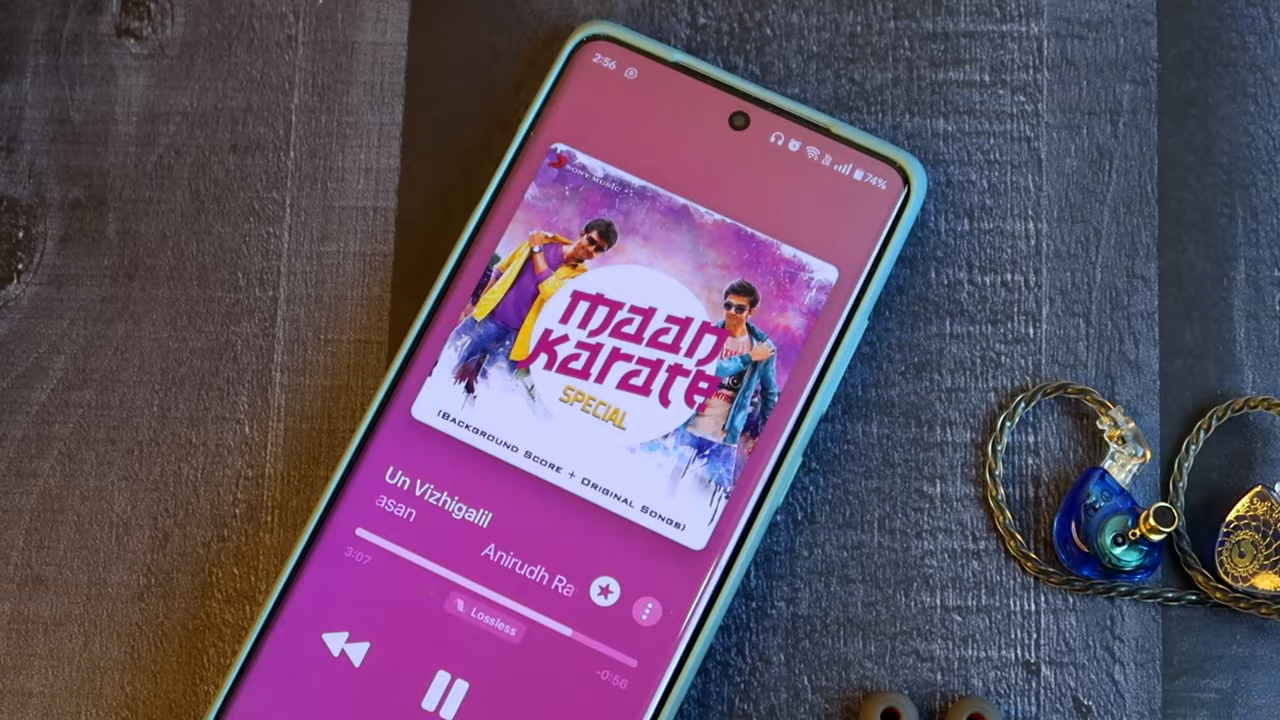 2:56
74%
SONY MUSIC
maan
karate
SPECIAL
(BACKGROUND SCORE + ORIGINAL SONGS)
Un Vizhigalil
asan
Anirudh Ra
3:07
-0:56
Lossless